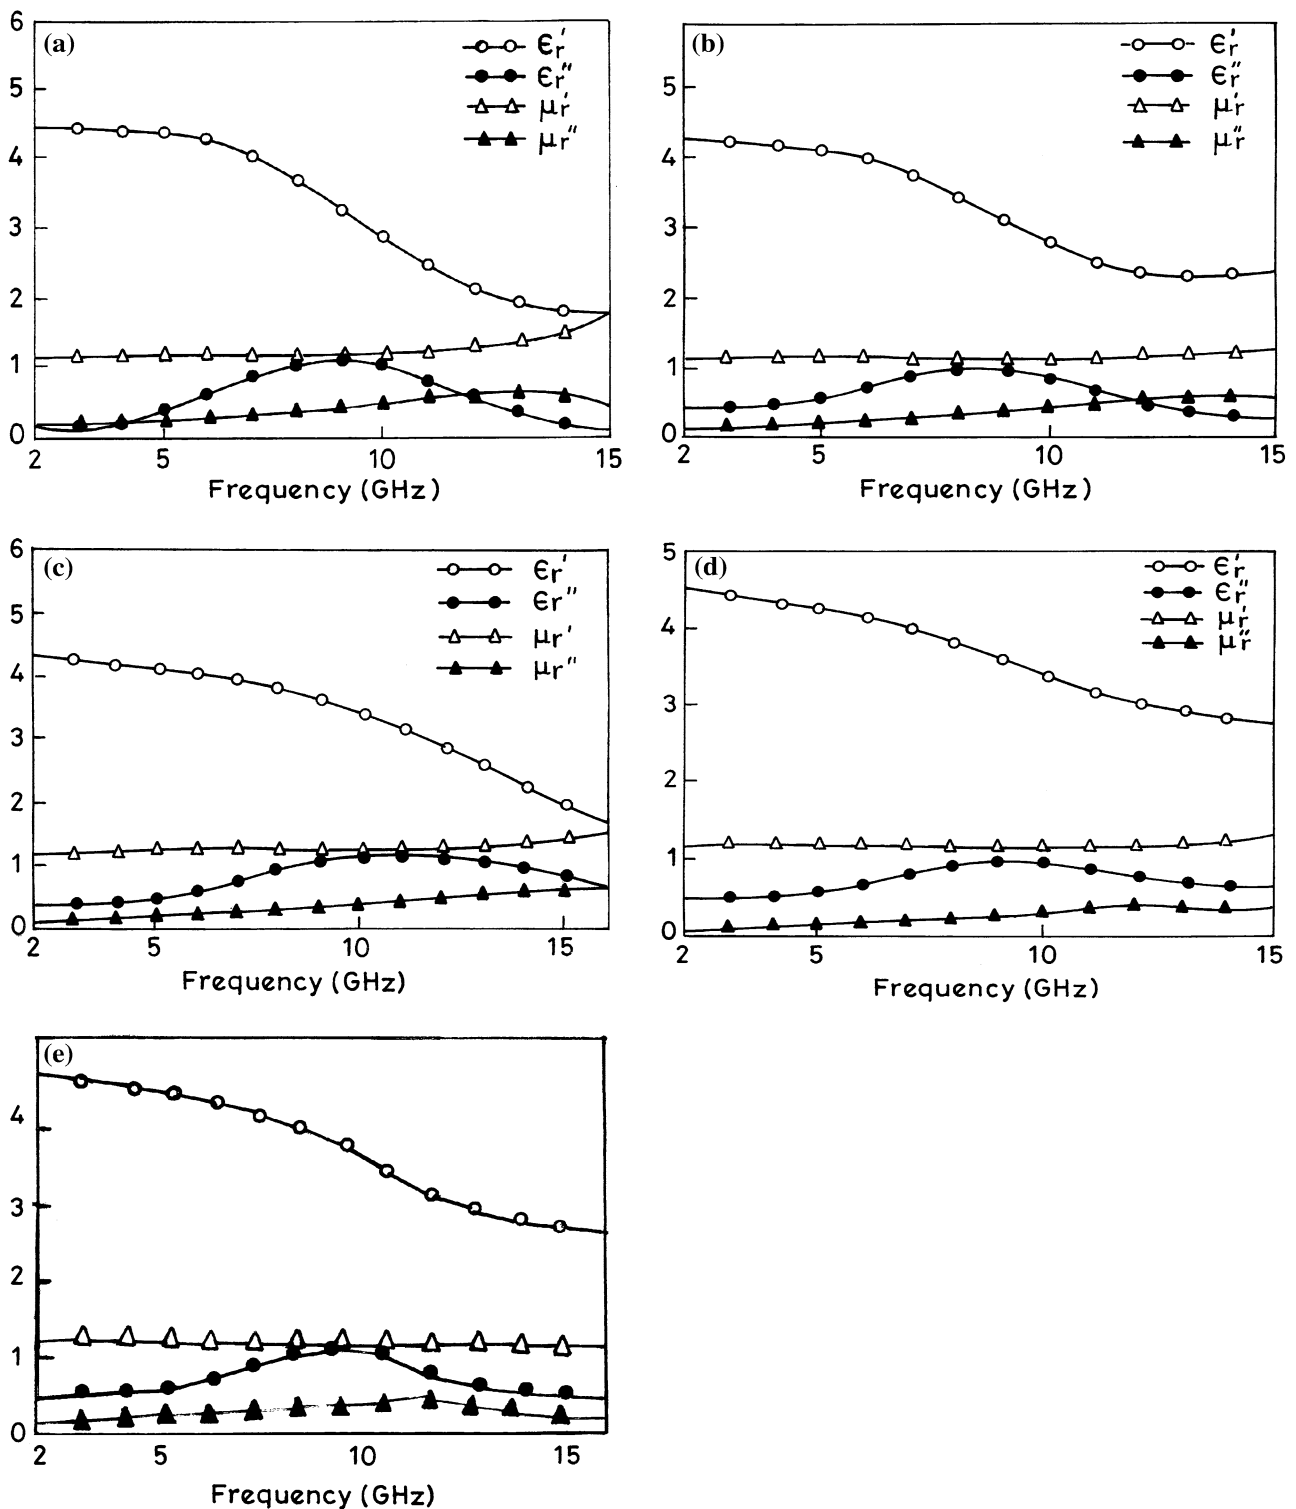 (a)
ϵr'
ϵr"
μr'
μr"
6
5
4
3
2
1
0
2 5 10 15
Frequency (GHz)
(b)
ϵr'
ϵr"
μr'
μr"
5
4
3
2
1
0
2 5 10 15
Frequency (GHz)
(c)
ϵr'
ϵr"
μr'
μr"
6
5
4
3
2
1
0
2 5 10 15
Frequency (GHz)
(d)
ϵr'
ϵr"
μr'
μr"
5
4
3
2
1
0
2 5 10 15
Frequency (GHz)
(e)
4
3
2
1
0
2 5 10 15
Frequency (GHz)